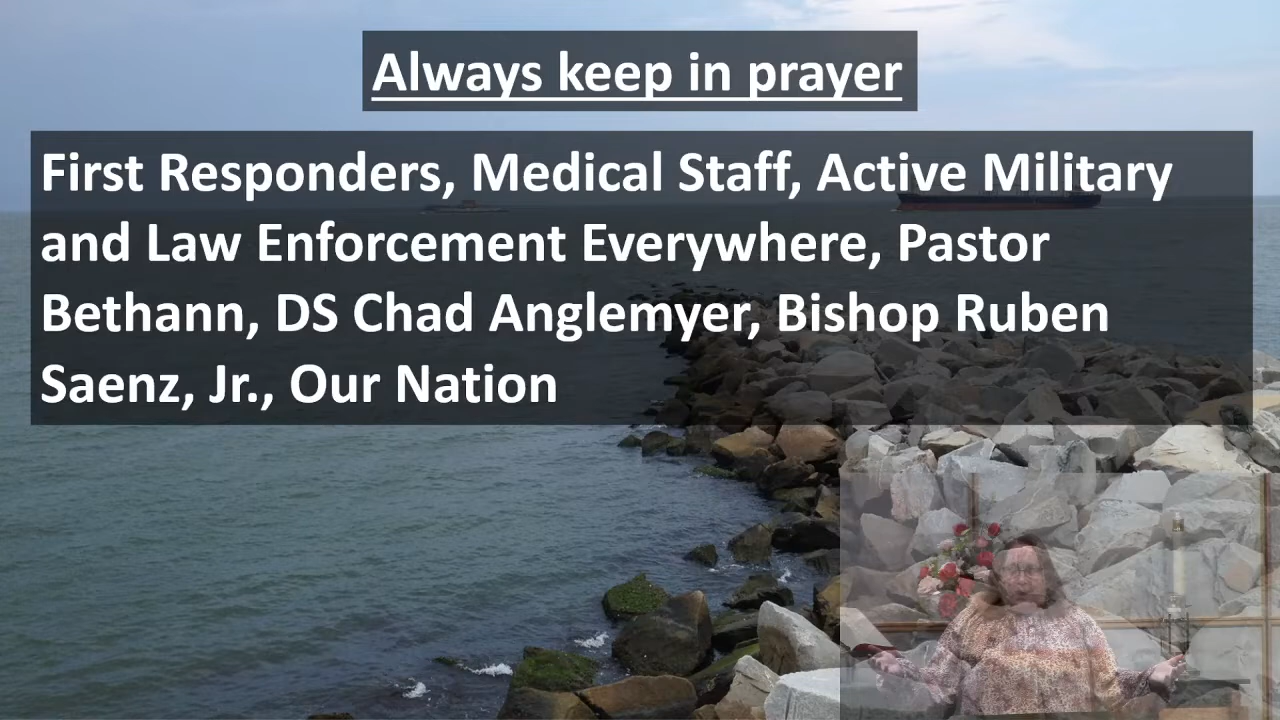 Always keep in prayer
First Responders, Medical Staff, Active Military
and Law Enforcement Everywhere, Pastor
Bethann, DS Chad Anglemyer, Bishop Ruben
Saenz, Jr., Our Nation